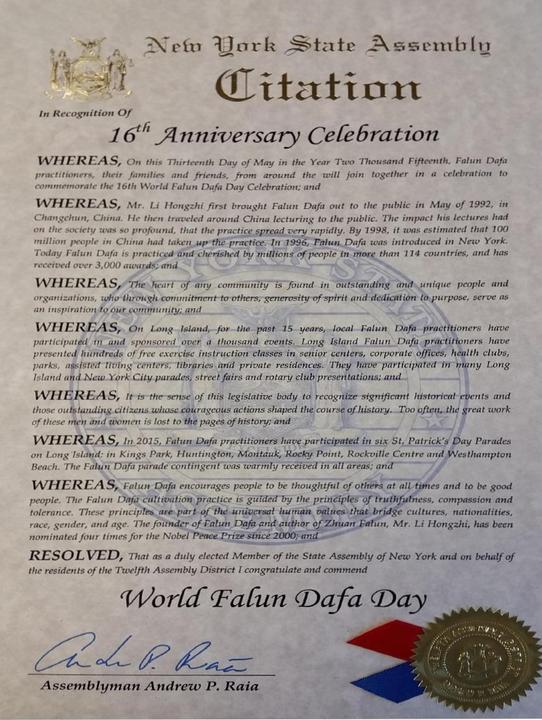 New York State Assembly
Citation
In Recognition Of
16th Anniversary Celebration
WHEREAS, On this Thirteenth Day of May in the Year Two Thousand Fifteenth, Falun Dafa
practitioners, their families and friends, from around the will join together in a celebration to
commemorate the 16th World Falun Dafa Day Celebration; and
WHEREAS, Mr. Li Hongzhi first brought Falun Dafa out to the public in May of 1992, in
Changchun, China. He then traveled around China lecturing to the public. The impact his lectures had
on the society was so profound, that the practice spread very rapidly. By 1998, it was estimated that 100
million people in China had taken up the practice. In 1996, Falun Dafa was introduced in New York.
Today Falun Dafa is practiced and cherished by millions of people in more than 114 countries, and has
received over 3,000 awards; and
WHEREAS, The heart of any community is found in outstanding and unique people and
organizations, who through commitment to others, generosity of spirit and dedication to purpose, serve as
an inspiration to our community; and
WHEREAS, On Long Island, for the past 15 years, local Falun Dafa practitioners have
participated in and sponsored over a thousand events. Long Island Falun Dafa practitioners have
presented hundreds of free exercise instruction classes in senior centers, corporate offices, health clubs,
parks, assisted living centers, libraries and private residences. They have participated in many Long
Island and New York City parades, street fairs and rotary club presentations; and
WHEREAS, It is the sense of this legislative body to recognize significant historical events and
those outstanding citizens whose courageous actions shaped the course of history. Too often, the great work
of these men and women is lost to the pages of history; and
WHEREAS, In 2015, Falun Dafa practitioners have participated in six St. Patrick's Day Parades
on Long Island: in Kings Park, Huntington, Montauk, Rocky Point, Rockville Centre and Westhampton
Beach. The Falun Dafa parade contingent was warmly received in all areas; and
WHEREAS, Falun Dafa encourages people to be thoughtful of others at all times and to be good
people. The Falun Dafa cultivation practice is guided by the principles of truthfulness, compassion and
tolerance. These principles are part of the universal human values that bridge cultures, nationalities,
race, gender, and age. The founder of Falun Dafa and author of Zhuan Falun, Mr. Li Hongzhi, has been
nominated four times for the Nobel Peace Prize since 2000; and
RESOLVED, That as a duly elected Member of the State Assembly of New York and on behalf of
the residents of the Twelfth Assembly District I congratulate and commend
World Falun Dafa Day
Andrew P. Raia
Assemblyman Andrew P. Raia